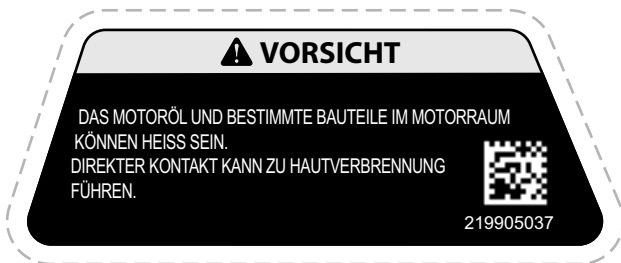 VORSICHT
DAS MOTORÖL UND BESTIMMTE BAUTEILE IM MOTORRAUM
KÖNNEN HEISS SEIN.
DIREKTER KONTAKT KANN ZU HAUTVERBRENNUNG
FÜHREN.
219905037